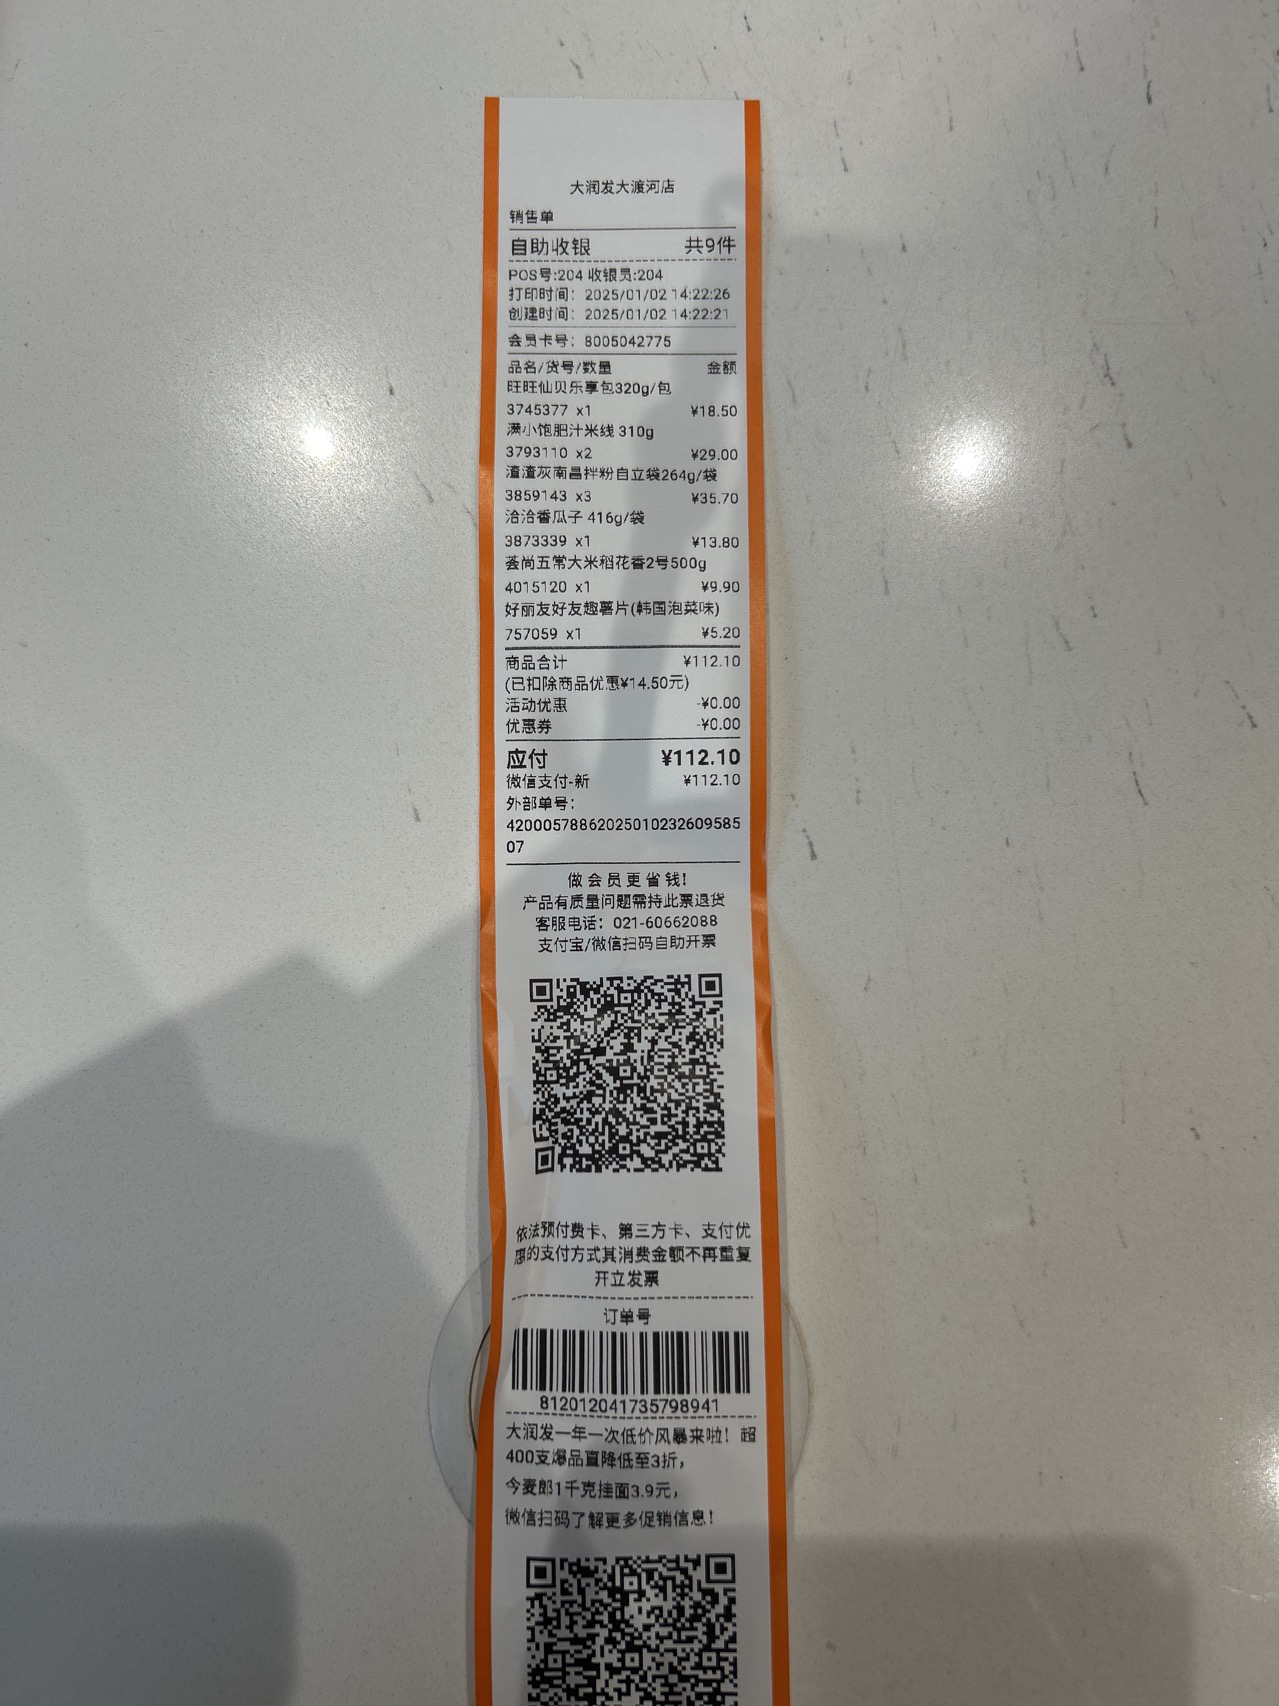 大润发大渡河店
销售单
自助收银 共9件
POS号:204 收银员:204
打印时间: 2025/01/02 14:22:26
创建时间: 2025/01/02 14:22:21
会员卡号: 8005042775
品名/货号/数量 金额
旺旺仙贝乐享包320g/包
3745377 x1 ¥18.50
满小饱肥汁米线 310g
3793110 x2 ¥29.00
渣渣灰南昌拌粉自立袋264g/袋
3859143 x3 ¥35.70
洽洽香瓜子 416g/袋
3873339 x1 ¥13.80
荟尚五常大米稻花香2号500g
4015120 x1 ¥9.90
好丽友好友趣薯片(韩国泡菜味)
757059 x1 ¥5.20
商品合计 ¥112.10
(已扣除商品优惠¥14.50元)
活动优惠 -¥0.00
优惠券 -¥0.00
应付 ¥112.10
微信支付-新 ¥112.10
外部单号:
42000578862025010232609585
07
做会员更省钱!
产品有质量问题需持此票退货
客服电话: 021-60662088
支付宝/微信扫码自助开票
依法预付费卡、第三方卡、支付优
惠的支付方式其消费金额不再重复
开立发票
订单号
812012041735798941
大润发一年一次低价风暴来啦! 超
400支爆品直降低至3折,
今麦郎1千克挂面3.9元,
微信扫码了解更多促销信息!